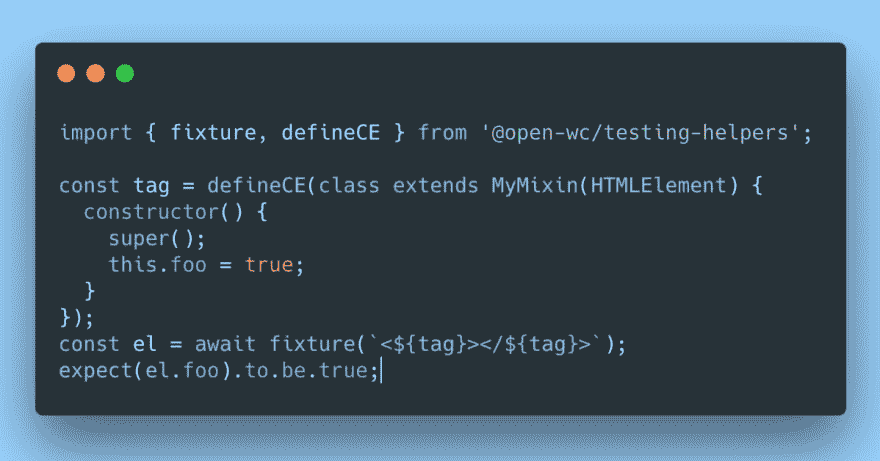 import { fixture, defineCE } from '@open-wc/testing-helpers';

const tag = defineCE(class extends MyMixin(HTMLElement) {
  constructor() {
    super();
    this.foo = true;
  }
});
const el = await fixture(`<${tag}></${tag}>`);
expect(el.foo).to.be.true;